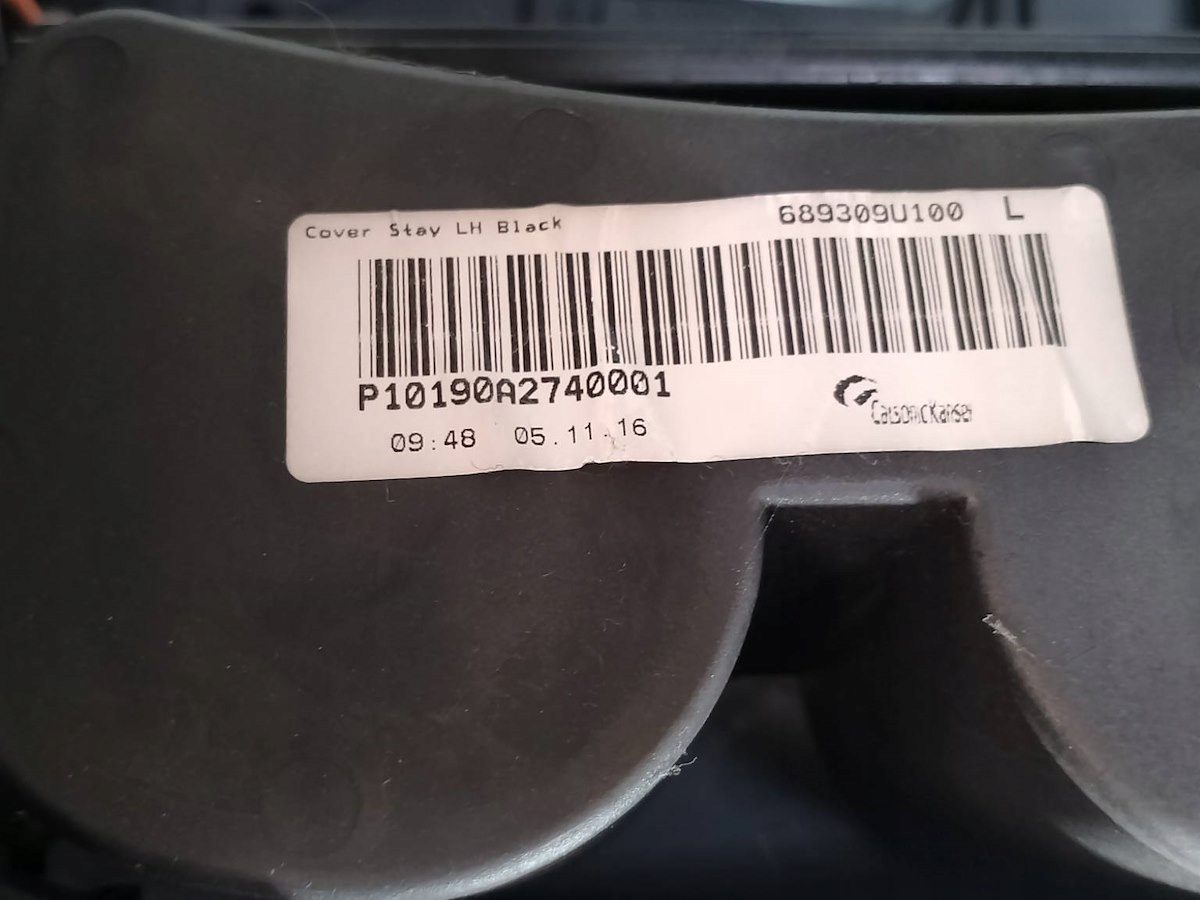 Cover Stay LH Black
689309U100 L
P10190A2740001
09:48 05.11.16
CalsonicKansei